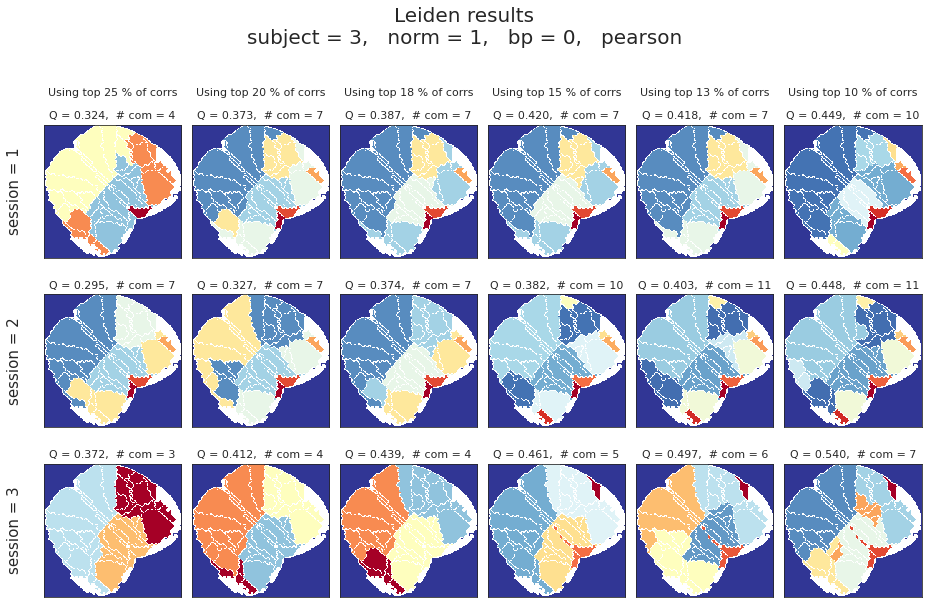 Leiden results
subject = 3,   norm = 1,   bp = 0,   pearson
Using top 25 % of corrs
Using top 20 % of corrs
Using top 18 % of corrs
Using top 15 % of corrs
Using top 13 % of corrs
Using top 10 % of corrs
session = 1
Q = 0.324,  # com = 4
Q = 0.373,  # com = 7
Q = 0.387,  # com = 7
Q = 0.420,  # com = 7
Q = 0.418,  # com = 7
Q = 0.449,  # com = 10
session = 2
Q = 0.295,  # com = 7
Q = 0.327,  # com = 7
Q = 0.374,  # com = 7
Q = 0.382,  # com = 10
Q = 0.403,  # com = 11
Q = 0.448,  # com = 11
session = 3
Q = 0.372,  # com = 3
Q = 0.412,  # com = 4
Q = 0.439,  # com = 4
Q = 0.461,  # com = 5
Q = 0.497,  # com = 6
Q = 0.540,  # com = 7